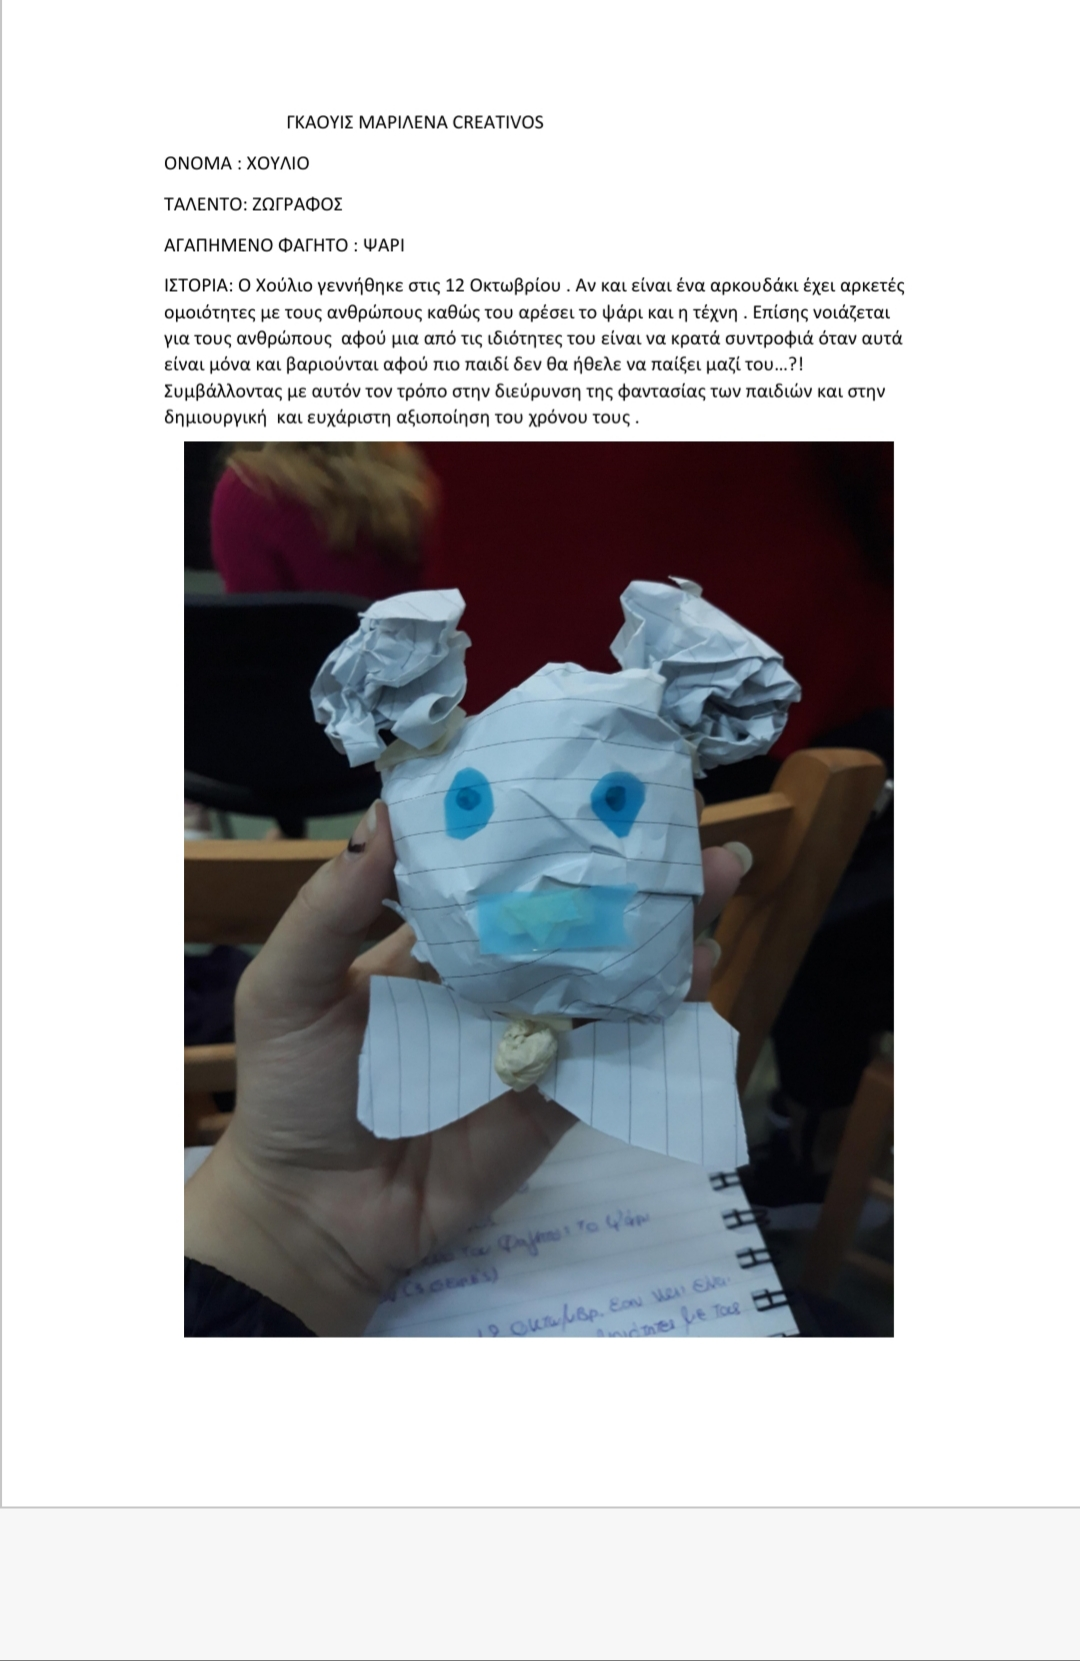 ΓΚΑΟΥΙΣ ΜΑΡΙΛΕΝΑ CREATIVOS
ΟΝΟΜΑ : ΧΟΥΛΙΟ
ΤΑΛΕΝΤΟ: ΖΩΓΡΑΦΟΣ
ΑΓΑΠΗΜΕΝΟ ΦΑΓΗΤΟ : ΨΑΡΙ
ΙΣΤΟΡΙΑ: Ο Χούλιο γεννήθηκε στις 12 Οκτωβρίου . Αν και είναι ένα αρκουδάκι έχει αρκετές
ομοιότητες με τους ανθρώπους καθώς του αρέσει το ψάρι και η τέχνη . Επίσης νοιάζεται
για τους ανθρώπους  αφού μια από τις ιδιότητες του είναι να κρατά συντροφιά όταν αυτά
είναι μόνα και βαριούνται αφού πιο παιδί δεν θα ήθελε να παίξει μαζί του...?!
Συμβάλλοντας με αυτόν τον τρόπο στην διεύρυνση της φαντασίας των παιδιών και στην
δημιουργική  και ευχάριστη αξιοποίηση του χρόνου τους .
του φαγητο: το ψάρι
με τους